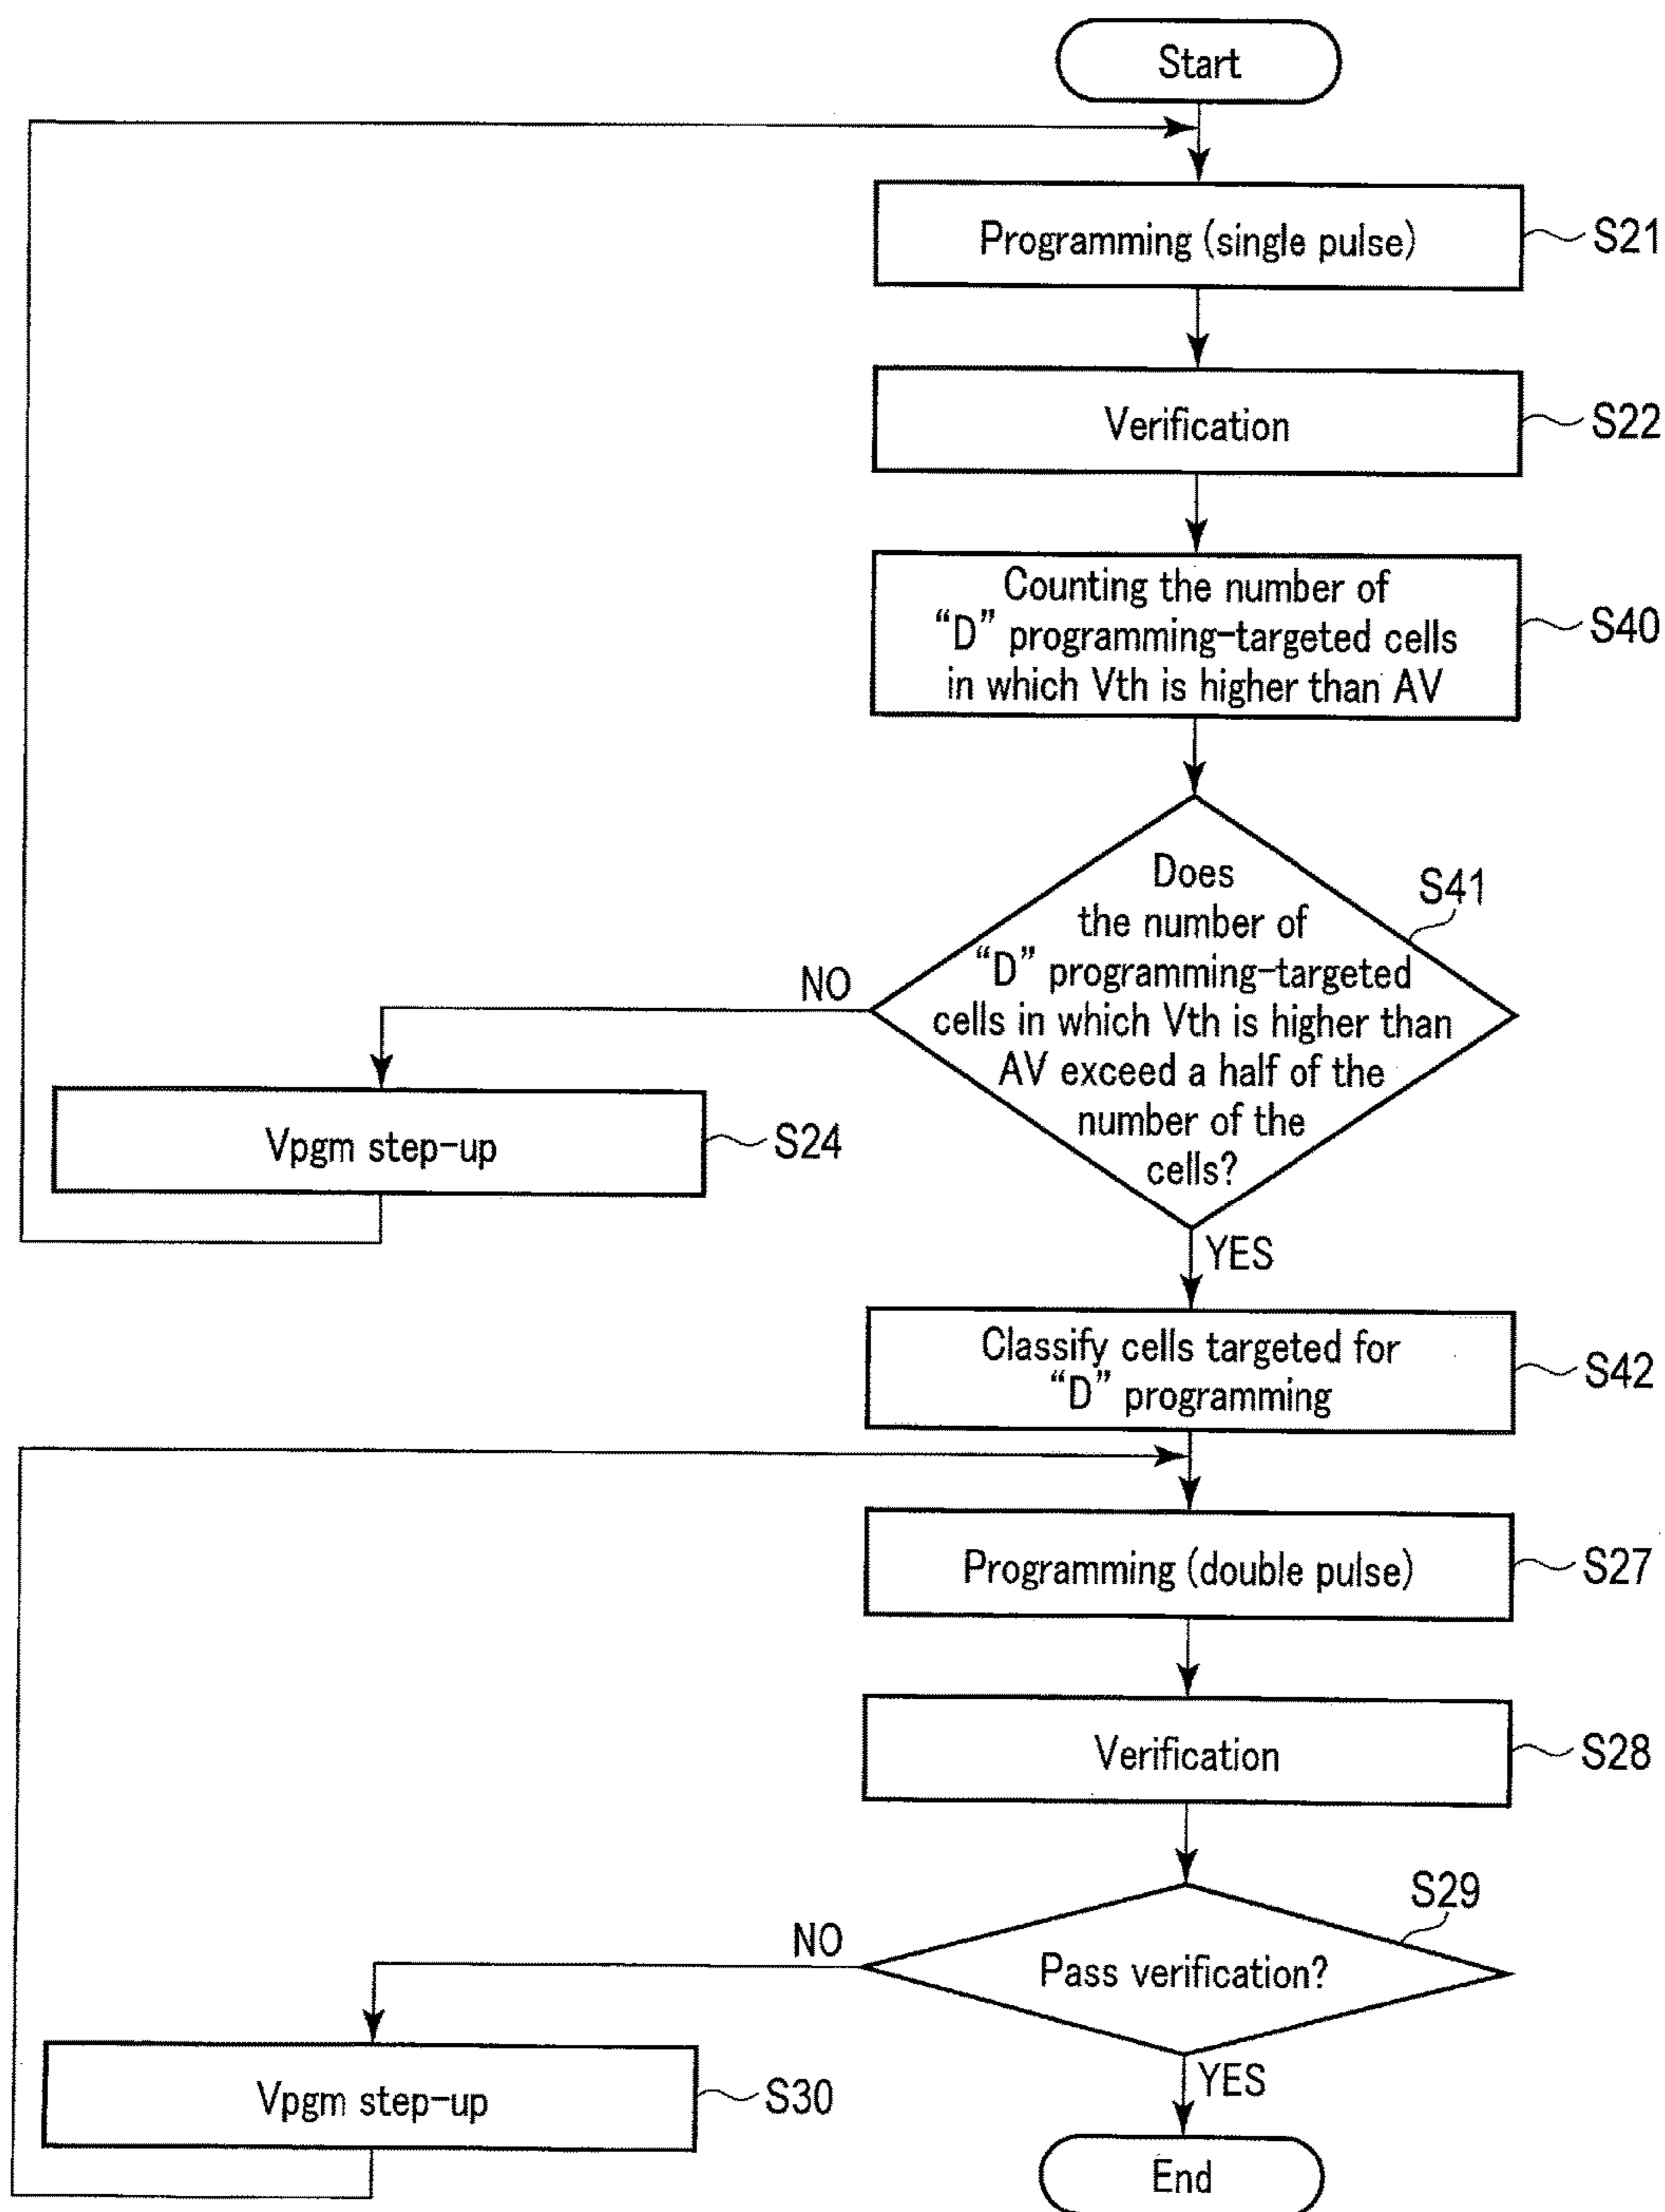 Start
Programming (single pulse)
S21
Verification
S22
Counting the number of
“D” programming-targeted cells
in which Vth is higher than AV
S40
Does
the number of
“D” programming-targeted
cells in which Vth is higher than
AV exceed a half of the
number of the
cells?
S41
NO
Vpgm step-up
S24
YES
Classify cells targeted for
“D” programming
S42
Programming (double pulse)
S27
Verification
S28
Pass verification?
S29
NO
Vpgm step-up
S30
YES
End